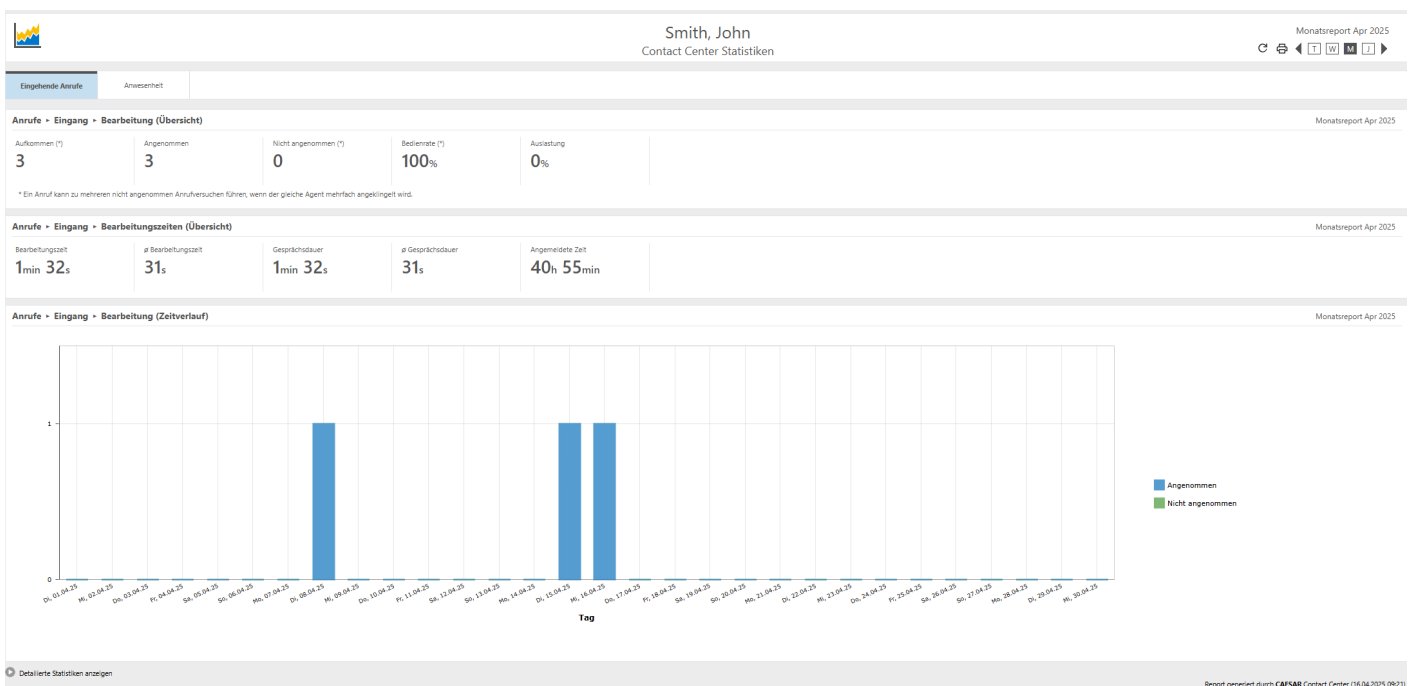 Smith, John
Contact Center Statistiken
Monatsreport Apr 2025
T W M J
Eingehende Anrufe Anwesenheit
Anrufe ▸ Eingang ▸ Bearbeitung (Übersicht) Monatsreport Apr 2025
Aufkommen (*) Angenommen Nicht angenommen (*) Bedienrate (*) Auslastung
3 3 0 100% 0%
* Ein Anruf kann zu mehreren nicht angenommen Anrufversuchen führen, wenn der gleiche Agent mehrfach angeklingelt wird.
Anrufe ▸ Eingang ▸ Bearbeitungszeiten (Übersicht) Monatsreport Apr 2025
Bearbeitungszeit ø Bearbeitungszeit Gesprächsdauer ø Gesprächsdauer Angemeldete Zeit
1min 32s 31s 1min 32s 31s 40h 55min
Anrufe ▸ Eingang ▸ Bearbeitung (Zeitverlauf) Monatsreport Apr 2025
1
Angenommen
Nicht angenommen
0
Di, 01.04.25 Mi, 02.04.25 Do, 03.04.25 Fr, 04.04.25 Sa, 05.04.25 So, 06.04.25 Mo, 07.04.25 Di, 08.04.25 Mi, 09.04.25 Do, 10.04.25 Fr, 11.04.25 Sa, 12.04.25 So, 13.04.25 Mo, 14.04.25 Di, 15.04.25 Mi, 16.04.25 Do, 17.04.25 Fr, 18.04.25 Sa, 19.04.25 So, 20.04.25 Mo, 21.04.25 Di, 22.04.25 Mi, 23.04.25 Do, 24.04.25 Fr, 25.04.25 Sa, 26.04.25 So, 27.04.25 Mo, 28.04.25 Di, 29.04.25 Mi, 30.04.25
Tag
Detaillierte Statistiken anzeigen
Report generiert durch CAESAR Contact Center (16.04.2025 09:21)